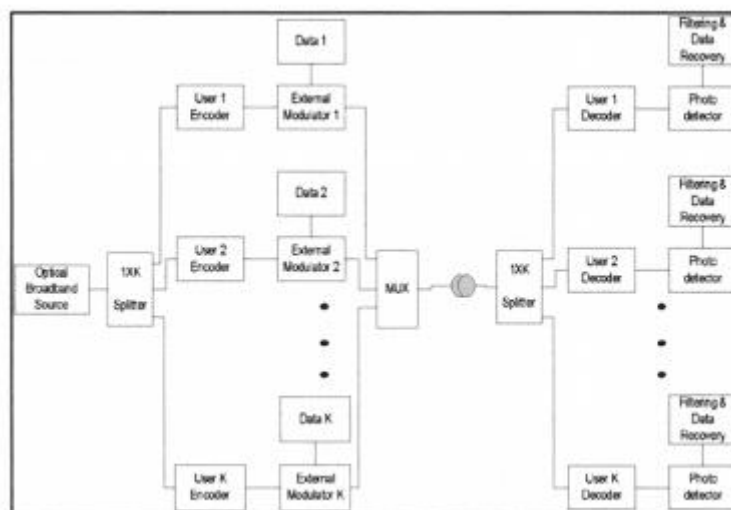 Data 1
User 1
Encoder
External
Modulator 1
Data 2
User 2
Encoder
External
Modulator 2
Optical
Broadband
Source
1XK
Splitter
Data K
User K
Encoder
External
Modulator K
MUX
1XK
Splitter
Filtering &
Data
Recovery
User 1
Decoder
Photo
detector
Filtering &
Data
Recovery
User 2
Decoder
Photo
detector
Filtering &
Data
Recovery
User K
Decoder
Photo
detector